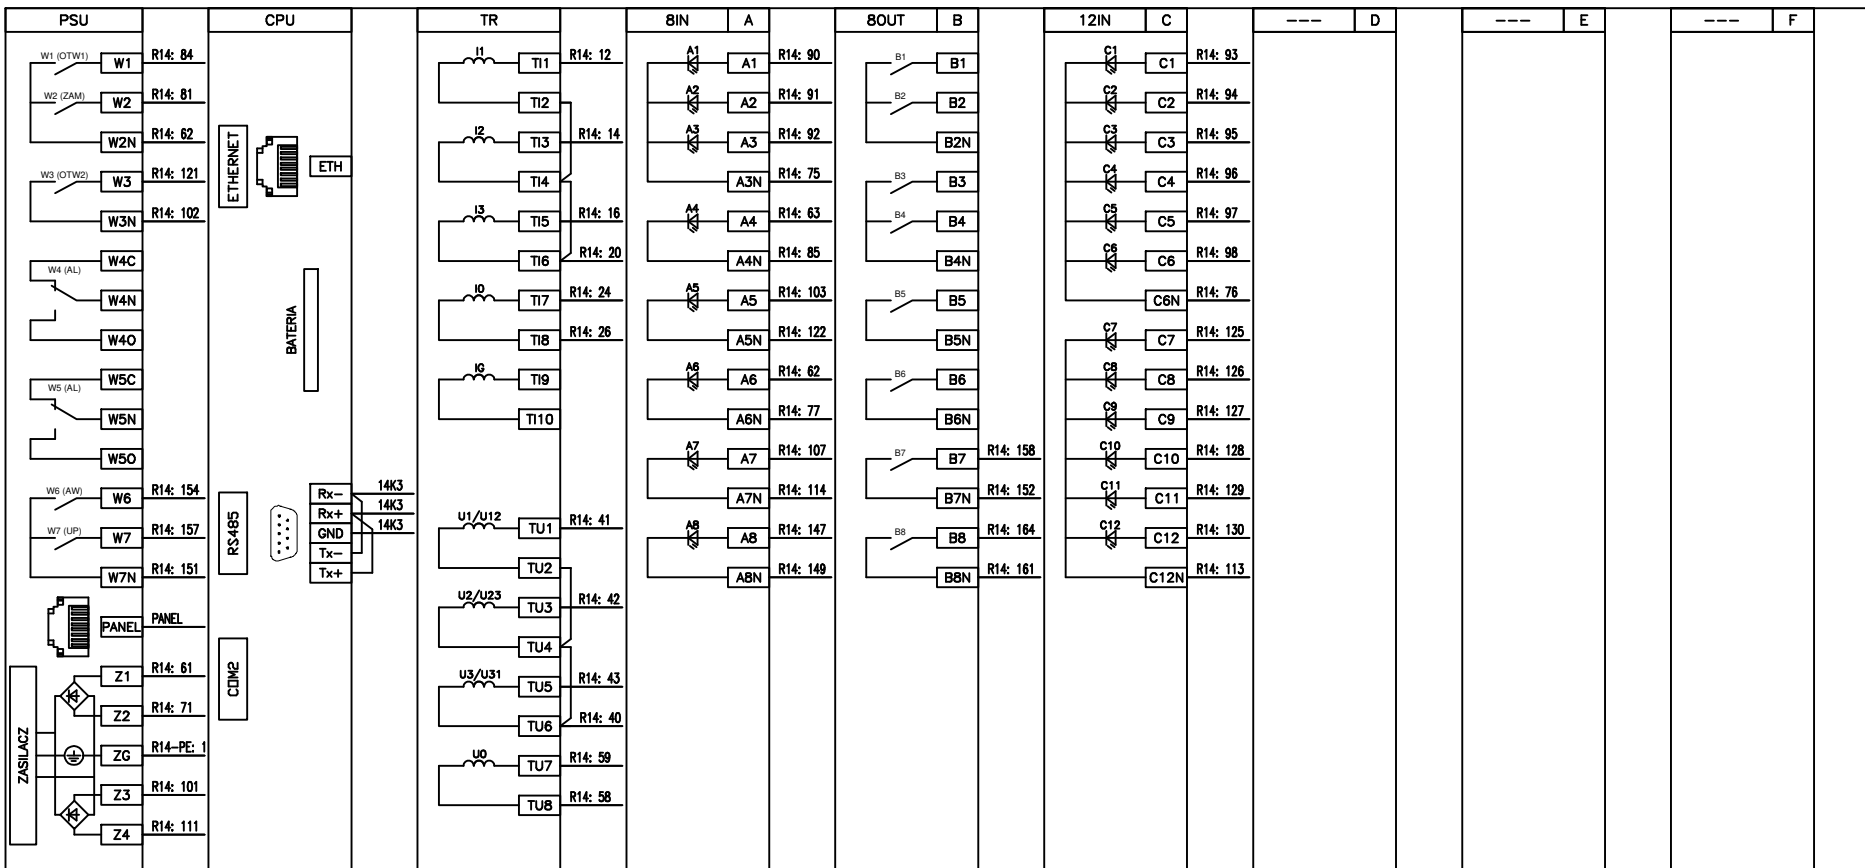 PSU CPU TR 8IN A 8OUT B 12IN C --- D --- E --- F
W1 (OTW1) W1 R14: 84
W2 (ZAM) W2 R14: 81
W2N R14: 62
W3 (OTW2) W3 R14: 121
W3N R14: 102
W4C
W4 (AL) W4N
W4O
W5C
W5 (AL) W5N
W5O
W6 (AW) W6 R14: 154
W7 (UP) W7 R14: 157
W7N R14: 151
PANEL PANEL
ZASILACZ
Z1 R14: 61
Z2 R14: 71
ZG R14-PE: 1
Z3 R14: 101
Z4 R14: 111
ETHERNET
ETH
BATERIA
RS485
Rx- 14K3
Rx+ 14K3
GND 14K3
Tx-
Tx+
COM2
I1 TI1 R14: 12
TI2
I2 TI3 R14: 14
TI4
I3 TI5 R14: 16
TI6 R14: 20
I0 TI7 R14: 24
TI8 R14: 26
IG TI9
TI10
U1/U12 TU1 R14: 41
TU2
U2/U23 TU3 R14: 42
TU4
U3/U31 TU5 R14: 43
TU6 R14: 40
U0 TU7 R14: 59
TU8 R14: 58
A1 A1 R14: 90
A2 A2 R14: 91
A3 A3 R14: 92
A3N R14: 75
A4 A4 R14: 63
A4N R14: 85
A5 A5 R14: 103
A5N R14: 122
A6 A6 R14: 62
A6N R14: 77
A7 A7 R14: 107
A7N R14: 114
A8 A8 R14: 147
A8N R14: 149
B1 B1
B2 B2
B2N
B3 B3
B4 B4
B4N
B5 B5
B5N
B6 B6
B6N
B7 B7 R14: 158
B7N R14: 152
B8 B8 R14: 164
B8N R14: 161
C1 C1 R14: 93
C2 C2 R14: 94
C3 C3 R14: 95
C4 C4 R14: 96
C5 C5 R14: 97
C6 C6 R14: 98
C6N R14: 76
C7 C7 R14: 125
C8 C8 R14: 126
C9 C9 R14: 127
C10 C10 R14: 128
C11 C11 R14: 129
C12 C12 R14: 130
C12N R14: 113